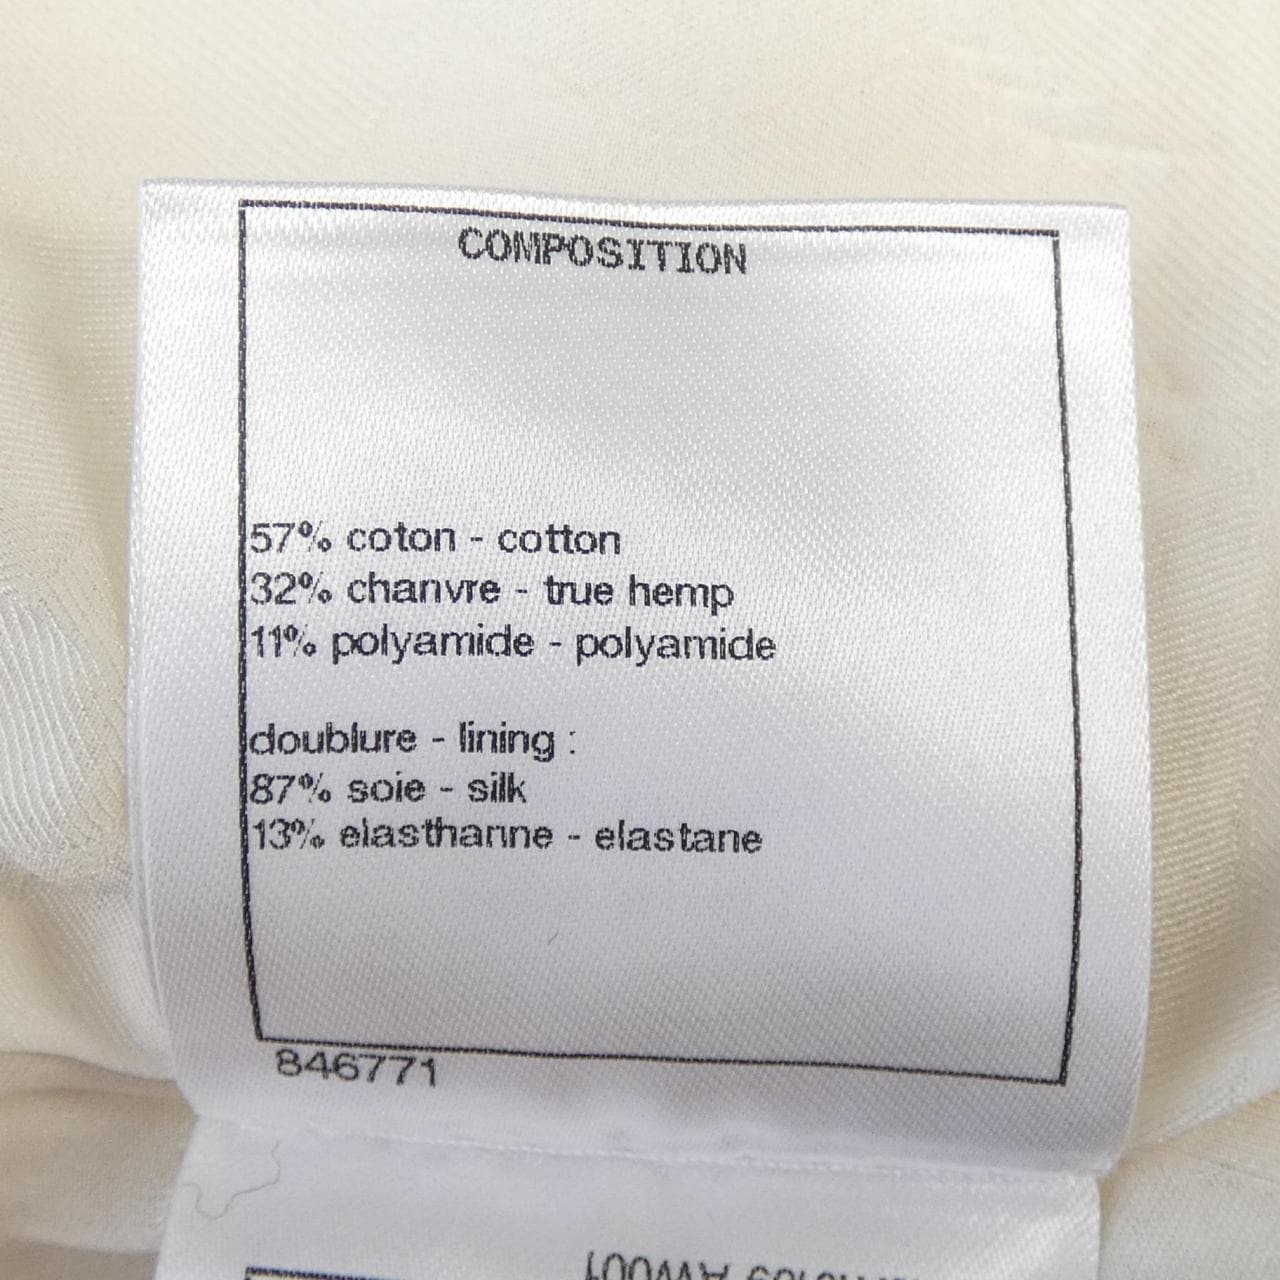 COMPOSITION
57% coton - cotton
32% chanvre - true hemp
11% polyamide - polyamide
doublure - lining :
87% soie - silk
13% elasthanne - elastane
846771